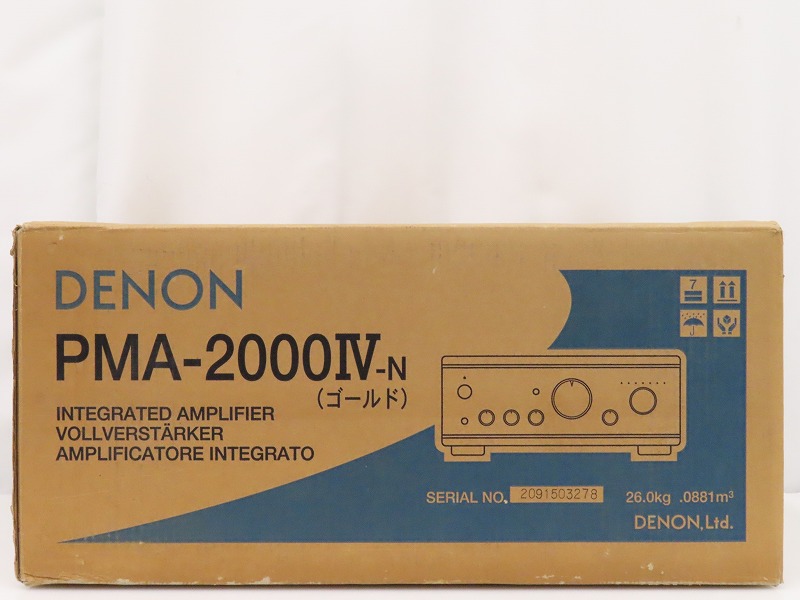 DENON
PMA-2000Ⅳ-N
(ゴールド)
INTEGRATED AMPLIFIER
VOLLVERSTÄRKER
AMPLIFICATORE INTEGRATO
7
SERIAL NO. 2091503278 26.0kg .0881m³
DENON, Ltd.